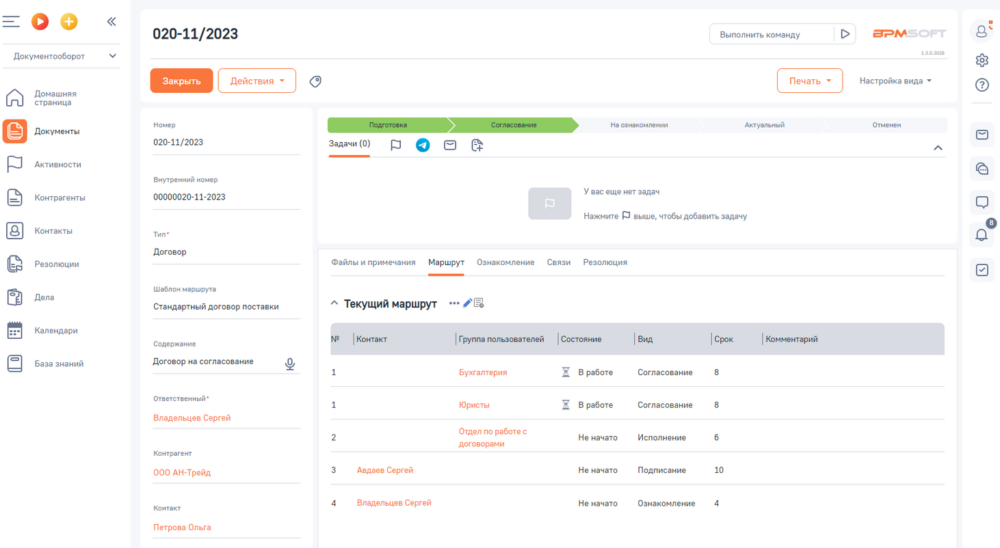 Документооборот
Домашняя
страница
Документы
Активности
Контрагенты
Контакты
Резолюции
Дела
Календари
База знаний
020-11/2023
Выполнить команду
BPMSOFT
1.3.0.3028
Закрыть
Действия
Печать
Настройка вида
Номер
020-11/2023
Внутренний номер
00000020-11-2023
Тип*
Договор
Шаблон маршрута
Стандартный договор поставки
Содержание
Договор на согласование
Ответственный*
Владельцев Сергей
Контрагент
ООО АН-Трейд
Контакт
Петрова Ольга
Подготовка Согласование На ознакомлении Актуальный Отменен
Задачи (0)
У вас еще нет задач
Нажмите выше, чтобы добавить задачу
Файлы и примечания Маршрут Ознакомление Связи Резолюция
Текущий маршрут
№ Контакт Группа пользователей Состояние Вид Срок Комментарий
1 Бухгалтерия В работе Согласование 8
1 Юристы В работе Согласование 8
2 Отдел по работе с договорами Не начато Исполнение 6
3 Авдаев Сергей Не начато Подписание 10
4 Владельцев Сергей Не начато Ознакомление 4
8